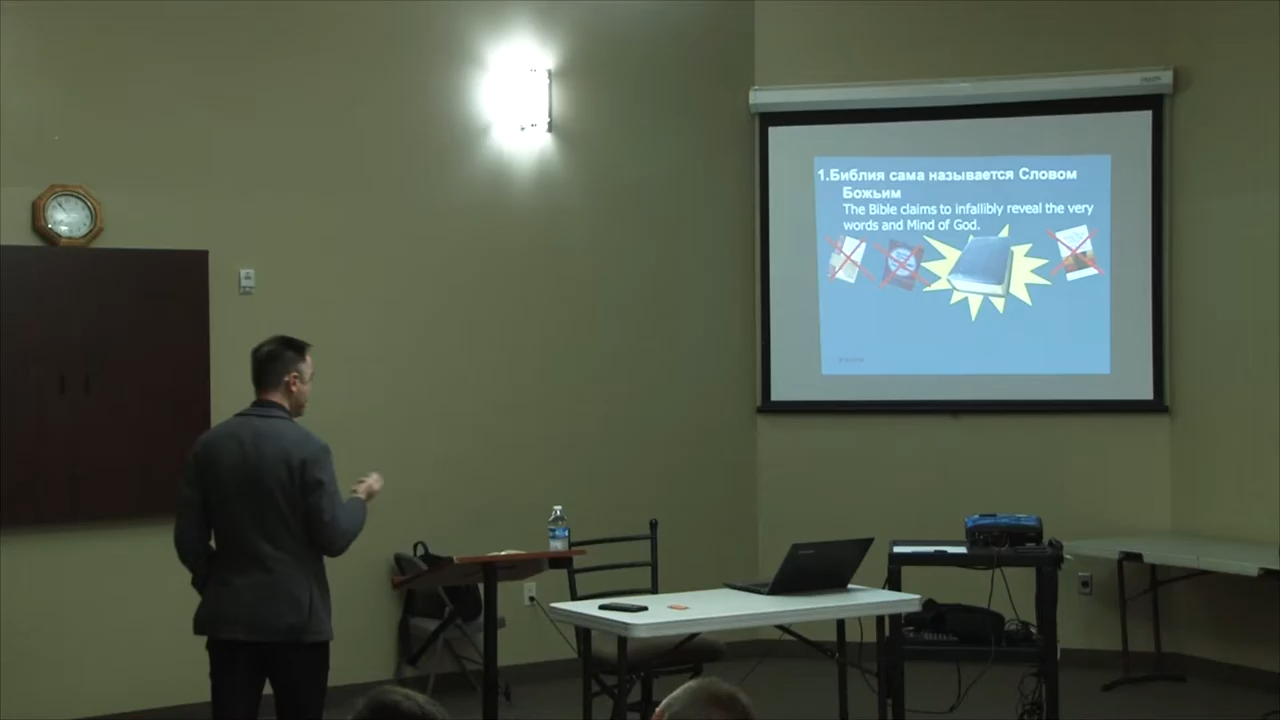 1.Библия сама называется Словом
Божьим
The Bible claims to infallibly reveal the very
words and Mind of God.